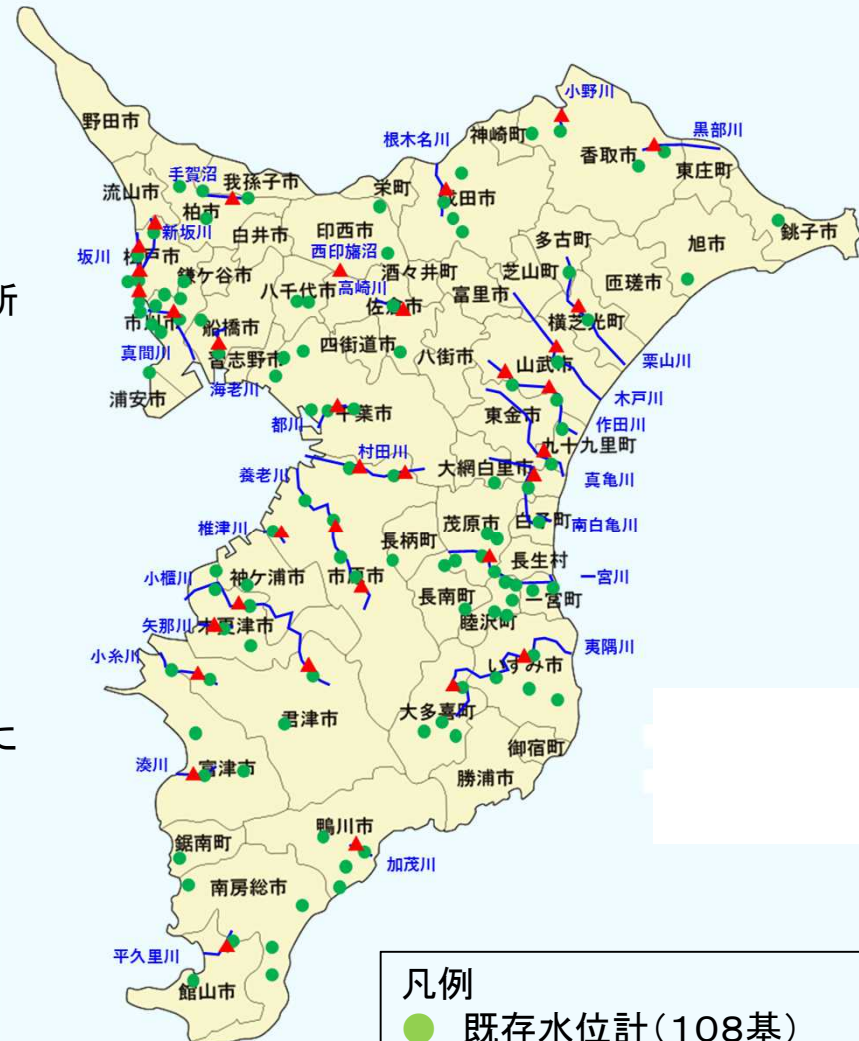 小野川
野田市
根木名川
神崎町
黒部川
香取市
手賀沼
我孫子市
東庄町
流山市
栄町
成田市
柏市
銚子市
新坂川
白井市
印西市
旭市
坂川
松戸市
西印旛沼
多古町
酒々井町
芝山町
匝瑳市
鎌ケ谷市
高崎川
八千代市
富里市
佐倉市
所
横芝光町
市川市
船橋市
四街道市
真間川
習志野市
八街市
山武市
栗山川
浦安市
海老川
木戸川
千葉市
東金市
都川
作田川
九十九里町
村田川
大網白里市
養老川
真亀川
茂原市
白子町
南白亀川
椎津川
長柄町
長生村
小櫃川
袖ケ浦市
市原市
一宮川
長南町
一宮町
矢那川
木更津市
睦沢町
夷隅川
小糸川
いすみ市
大多喜町
君津市
に
御宿町
湊川
富津市
勝浦市
鴨川市
鋸南町
加茂川
南房総市
平久里川
館山市
凡例
既存水位計(108基)